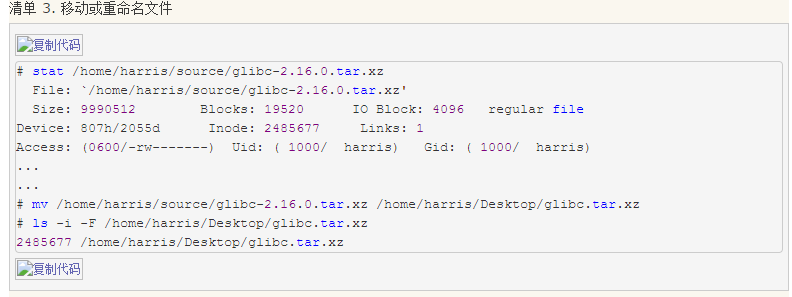 清单 3. 移动或重命名文件
复制代码
# stat /home/harris/source/glibc-2.16.0.tar.xz
  File: `/home/harris/source/glibc-2.16.0.tar.xz'
  Size: 9990512        Blocks: 19520      IO Block: 4096   regular file
Device: 807h/2055d      Inode: 2485677     Links: 1
Access: (0600/-rw-------)  Uid: ( 1000/  harris)   Gid: ( 1000/  harris)
...
...
# mv /home/harris/source/glibc-2.16.0.tar.xz /home/harris/Desktop/glibc.tar.xz
# ls -i -F /home/harris/Desktop/glibc.tar.xz
2485677 /home/harris/Desktop/glibc.tar.xz
复制代码